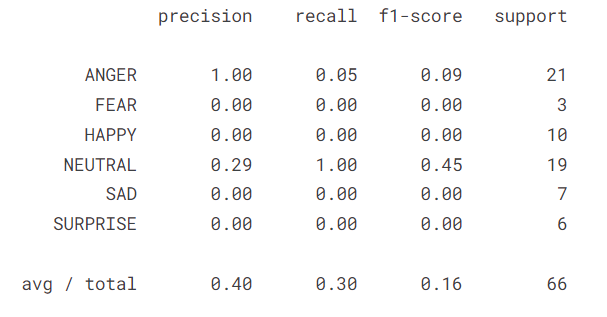 precision recall f1-score support
ANGER 1.00 0.05 0.09 21
FEAR 0.00 0.00 0.00 3
HAPPY 0.00 0.00 0.00 10
NEUTRAL 0.29 1.00 0.45 19
SAD 0.00 0.00 0.00 7
SURPRISE 0.00 0.00 0.00 6
avg / total 0.40 0.30 0.16 66